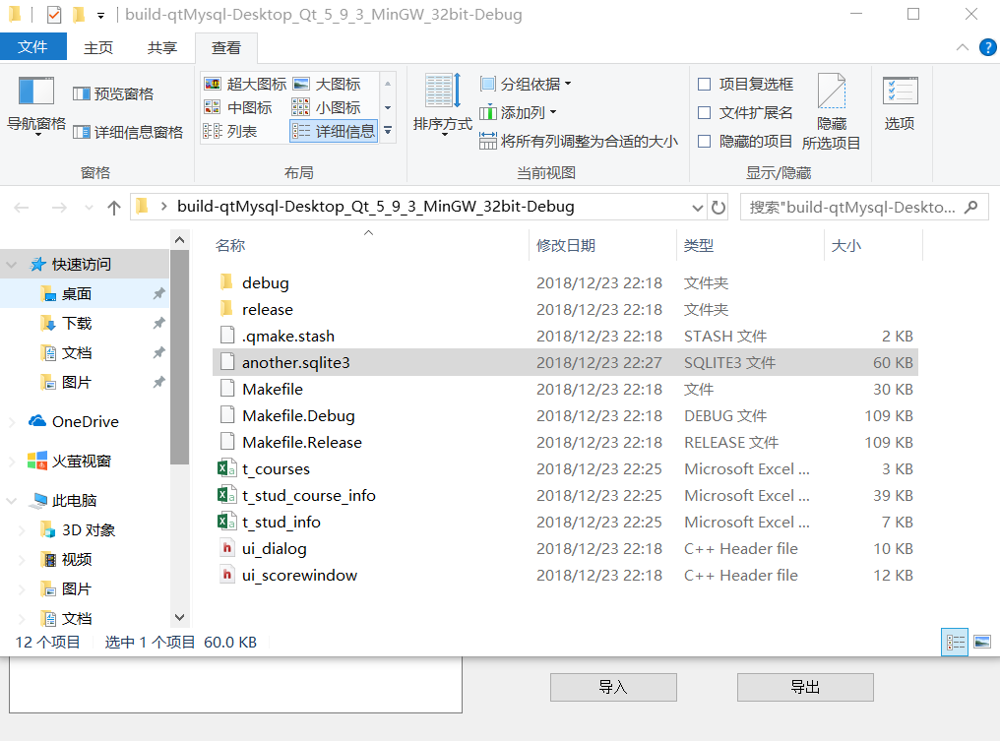 build-qtMysql-Desktop_Qt_5_9_3_MinGW_32bit-Debug
文件 主页 共享 查看
导航窗格 预览窗格 详细信息窗格
窗格
超大图标 大图标
中图标 小图标
列表 详细信息
布局
排序方式 分组依据 添加列 将所有列调整为合适的大小
当前视图
项目复选框
文件扩展名
隐藏的项目
隐藏
所选项目
显示/隐藏
选项
build-qtMysql-Desktop_Qt_5_9_3_MinGW_32bit-Debug 搜索"build-qtMysql-Deskto...
快速访问
桌面
下载
文档
图片
OneDrive
火萤视窗
此电脑
3D 对象
视频
图片
文档
名称 修改日期 类型 大小
debug 2018/12/23 22:18 文件夹
release 2018/12/23 22:18 文件夹
.qmake.stash 2018/12/23 22:18 STASH 文件 2 KB
another.sqlite3 2018/12/23 22:27 SQLITE3 文件 60 KB
Makefile 2018/12/23 22:18 文件 30 KB
Makefile.Debug 2018/12/23 22:18 DEBUG 文件 109 KB
Makefile.Release 2018/12/23 22:18 RELEASE 文件 109 KB
t_courses 2018/12/23 22:25 Microsoft Excel ... 3 KB
t_stud_course_info 2018/12/23 22:25 Microsoft Excel ... 39 KB
t_stud_info 2018/12/23 22:25 Microsoft Excel ... 7 KB
ui_dialog 2018/12/23 22:18 C++ Header file 10 KB
ui_scorewindow 2018/12/23 22:18 C++ Header file 12 KB
12 个项目 选中 1 个项目 60.0 KB
导入 导出